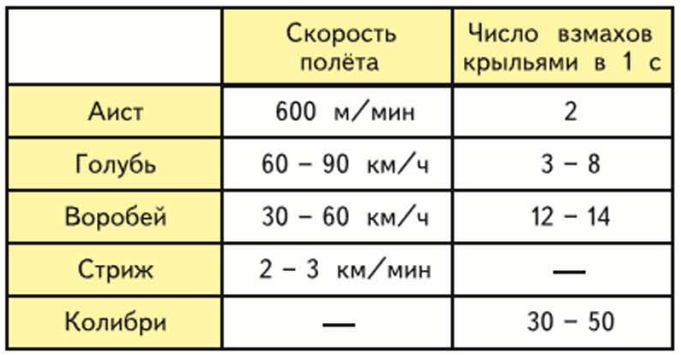 Скорость полёта Число взмахов крыльями в 1 с
Аист 600 м/мин 2
Голубь 60 – 90 км/ч 3 – 8
Воробей 30 – 60 км/ч 12 – 14
Стриж 2 – 3 км/мин —
Колибри — 30 – 50